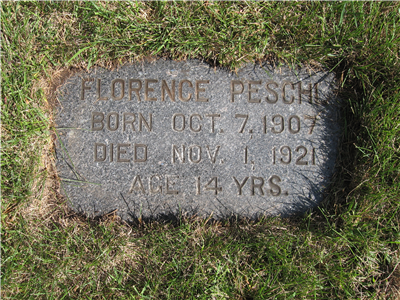 FLORENCE PESCHL
BORN OCT. 7, 1907
DIED NOV. 1, 1921
AGE 14 YRS.